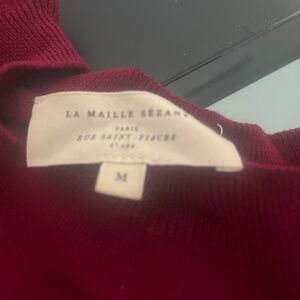 LA MAILLE SÉZANE
PARIS
RUE SAINT-FIACRE
M